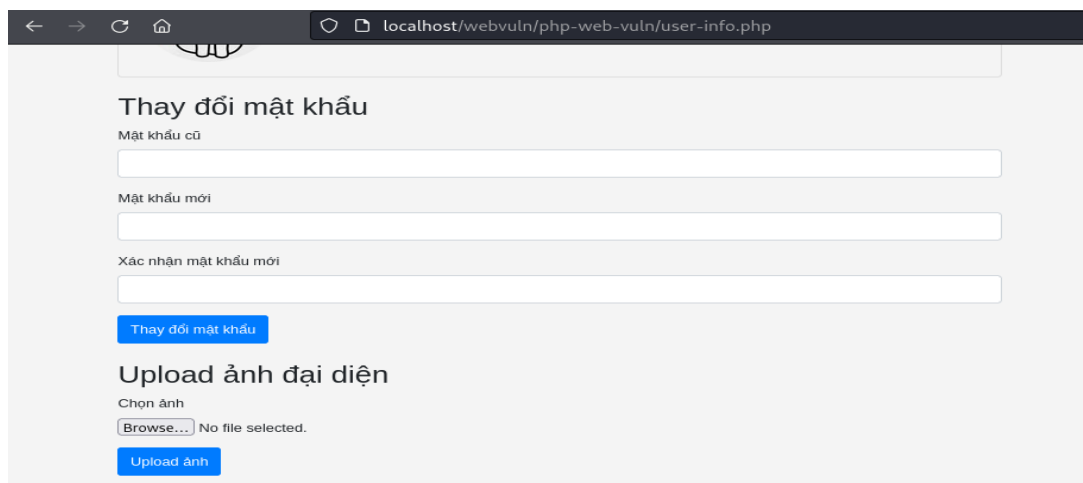 localhost/webvuln/php-web-vuln/user-info.php
Thay đổi mật khẩu
Mật khẩu cũ
Mật khẩu mới
Xác nhận mật khẩu mới
Thay đổi mật khẩu
Upload ảnh đại diện
Chọn ảnh
Browse... No file selected.
Upload ảnh